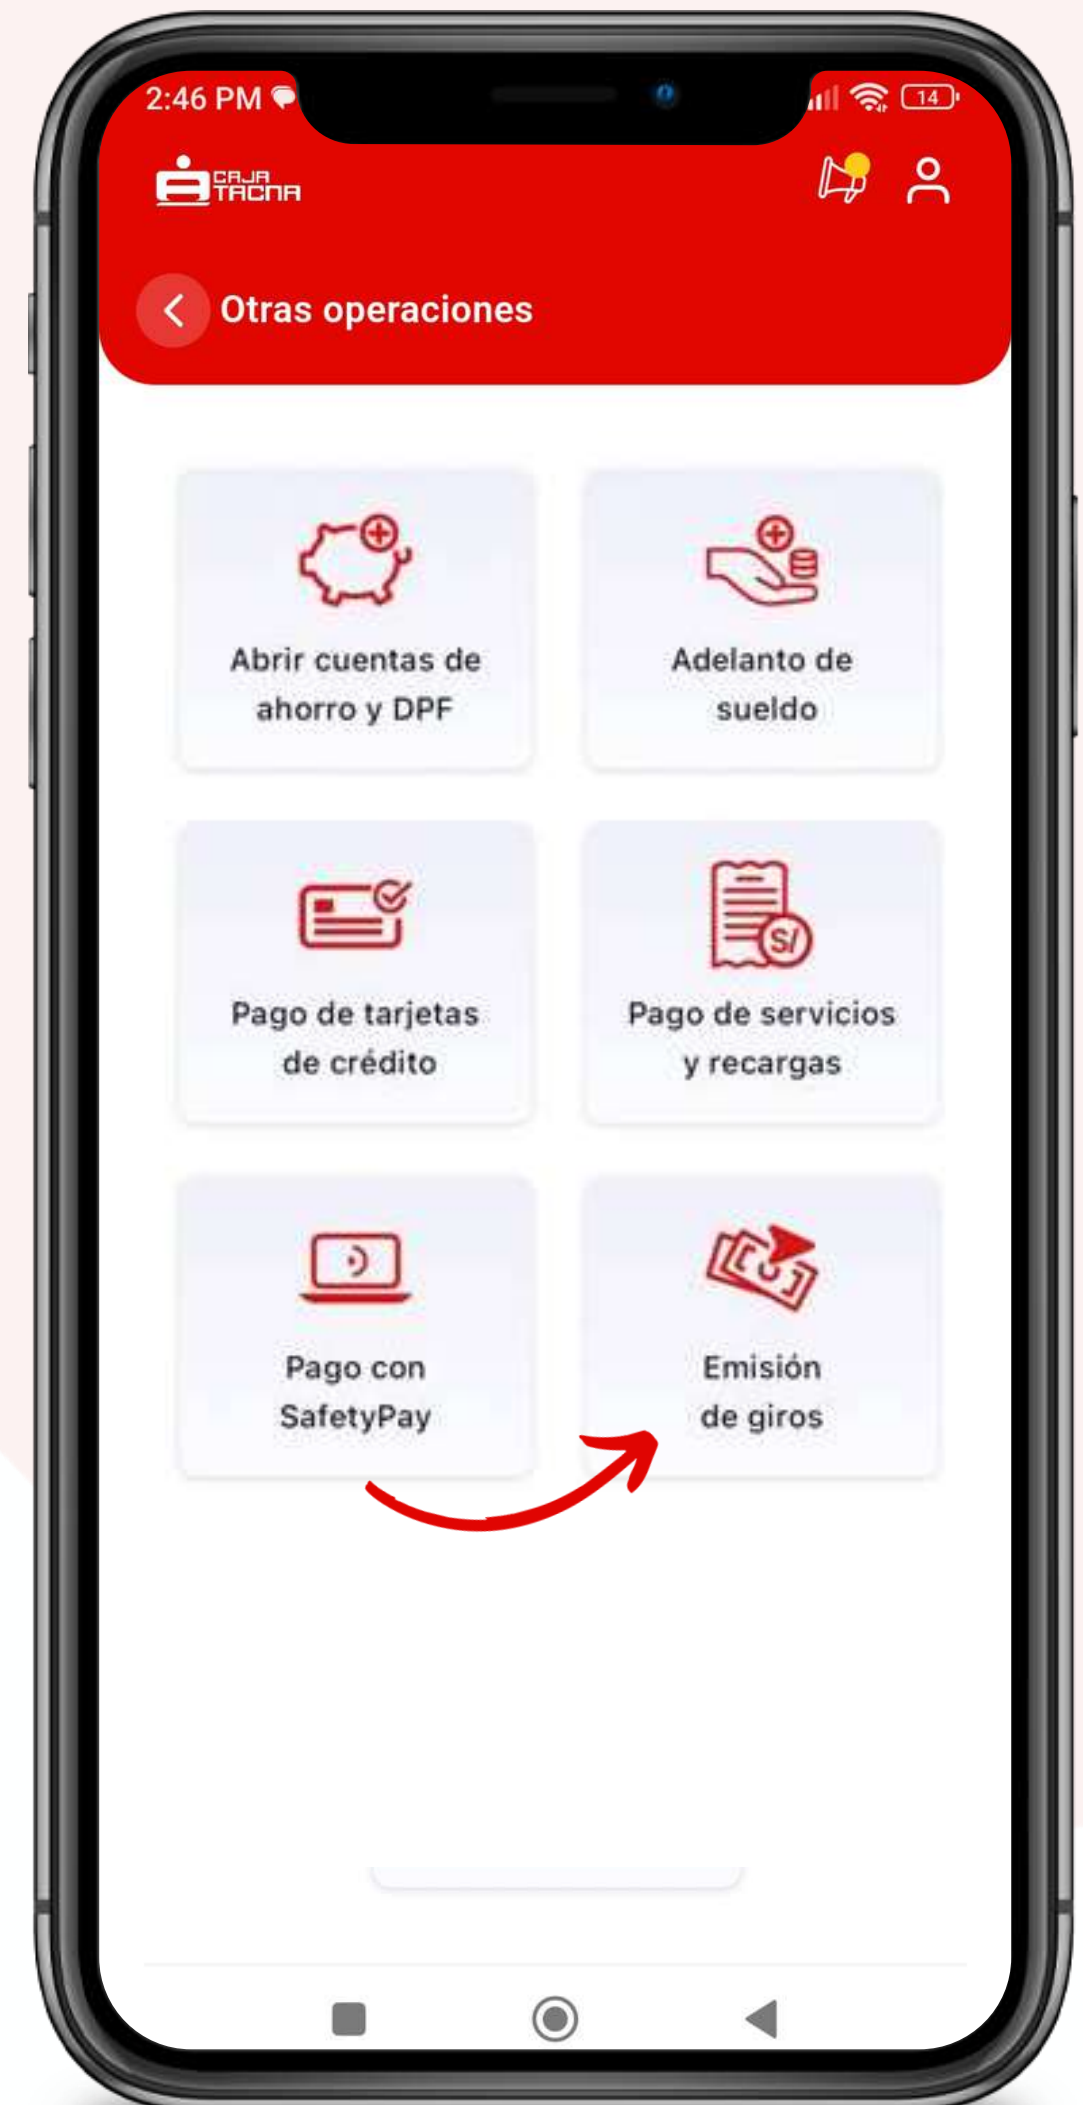 2:46 PM
14
CAJA
TACNA
Otras operaciones
Abrir cuentas de
ahorro y DPF
Adelanto de
sueldo
Pago de tarjetas
de crédito
Pago de servicios
y recargas
S/
Pago con
SafetyPay
Emisión
de giros